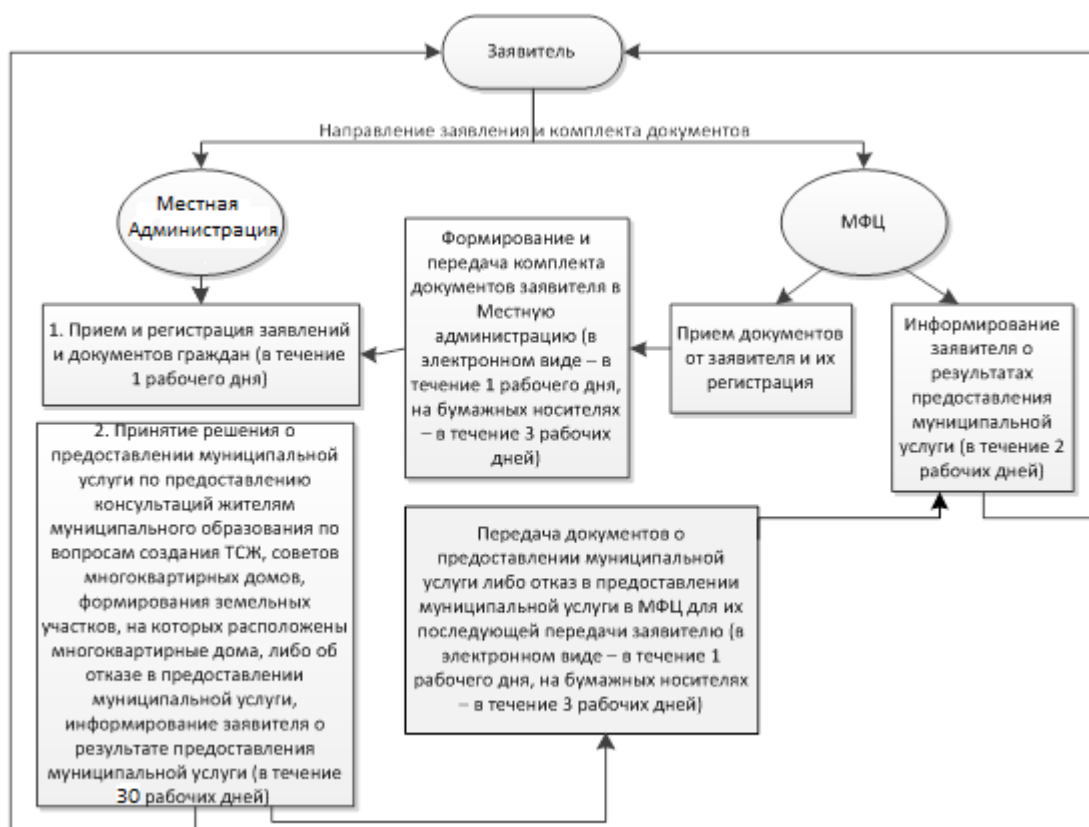 Заявитель
Направление заявления и комплекта документов
Местная
Администрация
МФЦ
Формирование и
передача комплекта
документов заявителя в
Местную
администрацию (в
электронном виде – в
течение 1 рабочего дня,
на бумажных носителях
– в течение 3 рабочих
дней)
1. Прием и регистрация заявлений
и документов граждан (в течение
1 рабочего дня)
Прием документов
от заявителя и их
регистрация
Информирование
заявителя о
результатах
предоставления
муниципальной
услуги (в течение 2
рабочих дней)
2. Принятие решения о
предоставлении муниципальной
услуги по предоставлению
консультаций жителям
муниципального образования по
вопросам создания ТСЖ, советов
многоквартирных домов,
формирования земельных
участков, на которых расположены
многоквартирные дома, либо об
отказе в предоставлении
муниципальной услуги,
информирование заявителя о
результате предоставления
муниципальной услуги (в течение
30 рабочих дней)
Передача документов о
предоставлении муниципальной
услуги либо отказ в предоставлении
муниципальной услуги в МФЦ для их
последующей передачи заявителю (в
электронном виде – в течение 1
рабочего дня, на бумажных носителях
– в течение 3 рабочих дней)